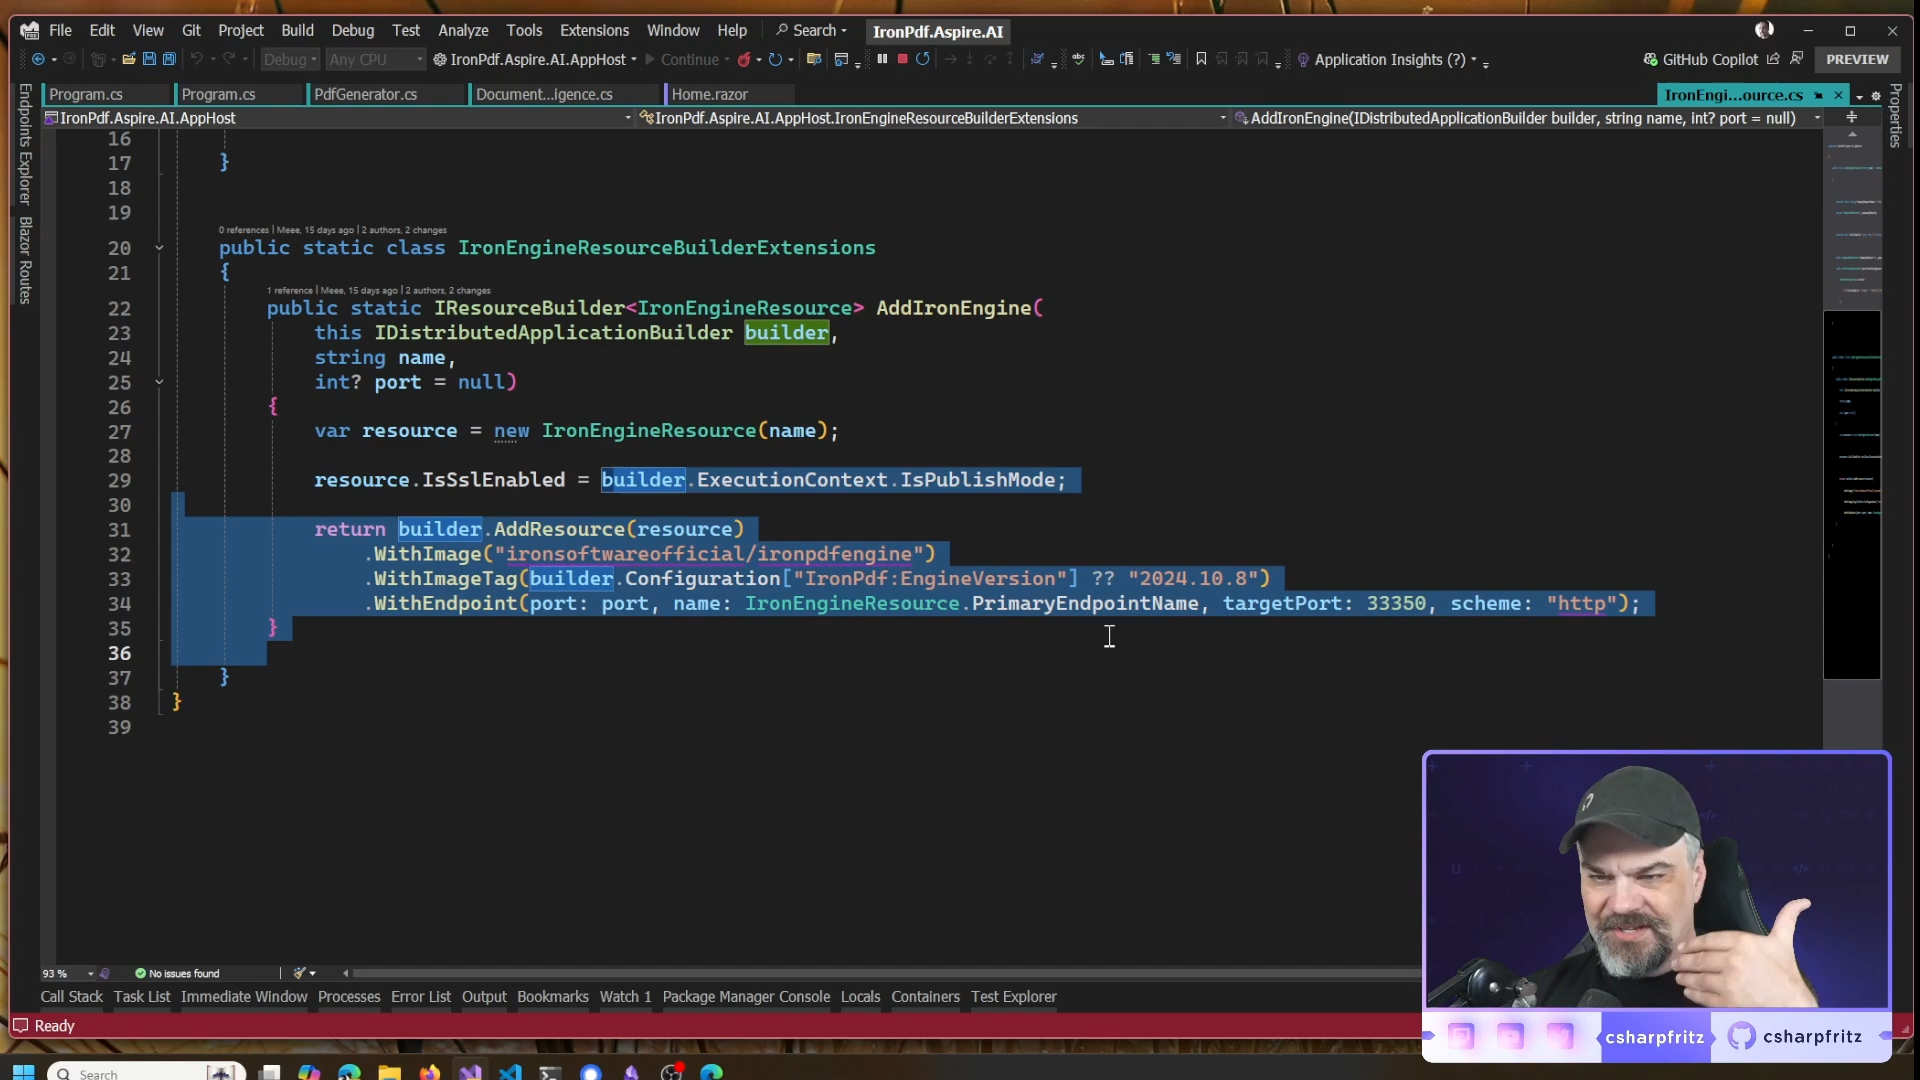 File Edit View Git Project Build Debug Test Analyze Tools Extensions Window Help Search IronPdf.Aspire.AI
Debug Any CPU IronPdf.Aspire.AI.AppHost Continue Application Insights (?) GitHub Copilot PREVIEW
Program.cs Program.cs PdfGenerator.cs Document...igence.cs Home.razor IronEngi...ource.cs
IronPdf.Aspire.AI.AppHost IronPdf.Aspire.AI.AppHost.IronEngineResourceBuilderExtensions AddIronEngine(IDistributedApplicationBuilder builder, string name, int? port = null)
Endpoints Explorer
Blazor Routes
Properties
16
17 }
18
19
0 references | Meee, 15 days ago | 2 authors, 2 changes
20 public static class IronEngineResourceBuilderExtensions
21 {
1 reference | Meee, 15 days ago | 2 authors, 2 changes
22 public static IResourceBuilder<IronEngineResource> AddIronEngine(
23 this IDistributedApplicationBuilder builder,
24 string name,
25 int? port = null)
26 {
27 var resource = new IronEngineResource(name);
28
29 resource.IsSslEnabled = builder.ExecutionContext.IsPublishMode;
30
31 return builder.AddResource(resource)
32 .WithImage("ironsoftwareofficial/ironpdfengine")
33 .WithImageTag(builder.Configuration["IronPdf:EngineVersion"] ?? "2024.10.8")
34 .WithEndpoint(port: port, name: IronEngineResource.PrimaryEndpointName, targetPort: 33350, scheme: "http");
35 }
36
37 }
38 }
39
93 % No issues found
Call Stack Task List Immediate Window Processes Error List Output Bookmarks Watch 1 Package Manager Console Locals Containers Test Explorer
Ready
csharpfritz csharpfritz
Search